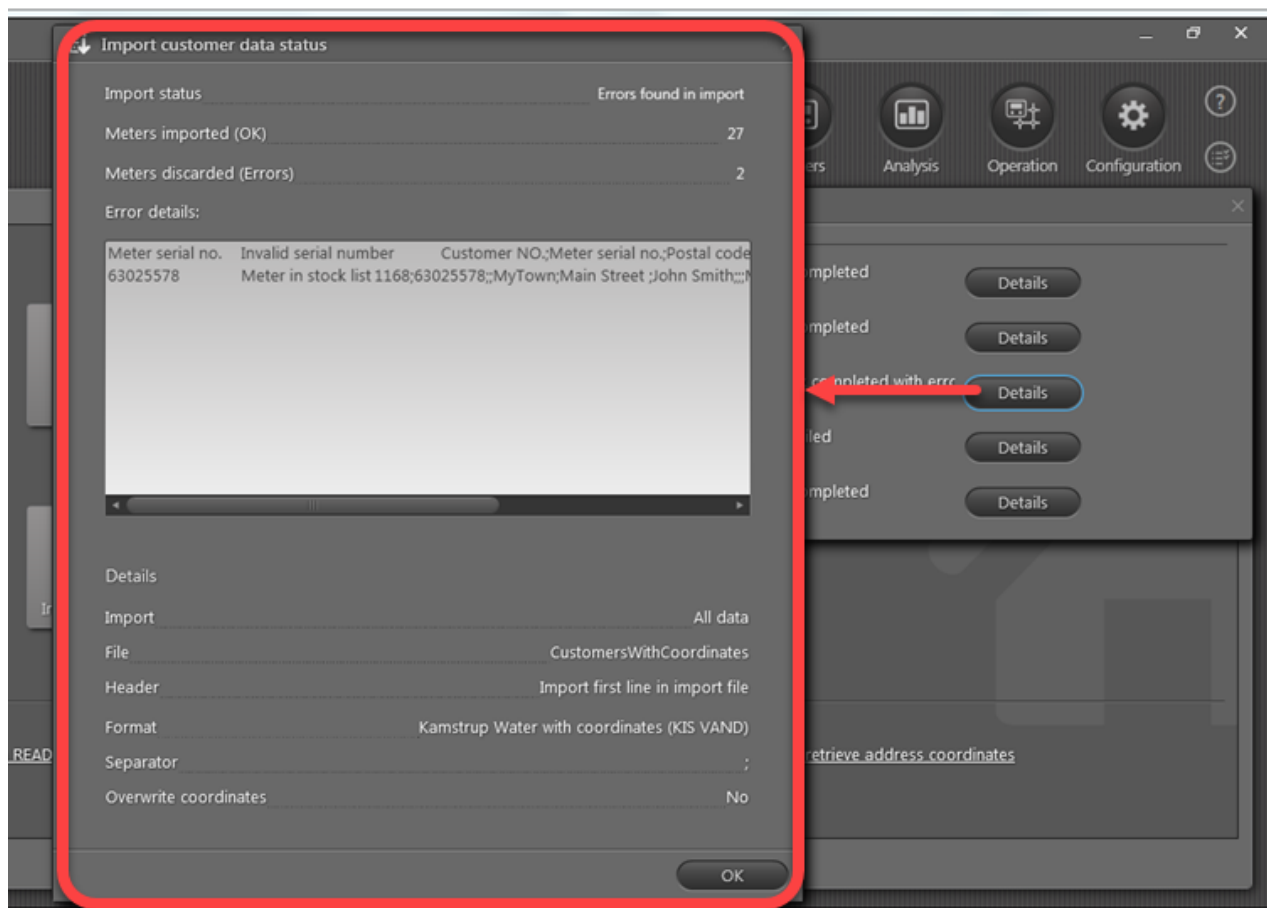 Import customer data status
Import status Errors found in import
Meters imported (OK) 27
Meters discarded (Errors) 2
Error details:
Meter serial no. Invalid serial number Customer NO.;Meter serial no.;Postal code
63025578 Meter in stock list 1168;63025578;;MyTown;Main Street ;John Smith;;;
Details
Import All data
File CustomersWithCoordinates
Header Import first line in import file
Format Kamstrup Water with coordinates (KIS VAND)
Separator ;
Overwrite coordinates No
OK
Analysis Operation Configuration
Details
Details
completed with Details
Details
Details
READ
retrieve address coordinates